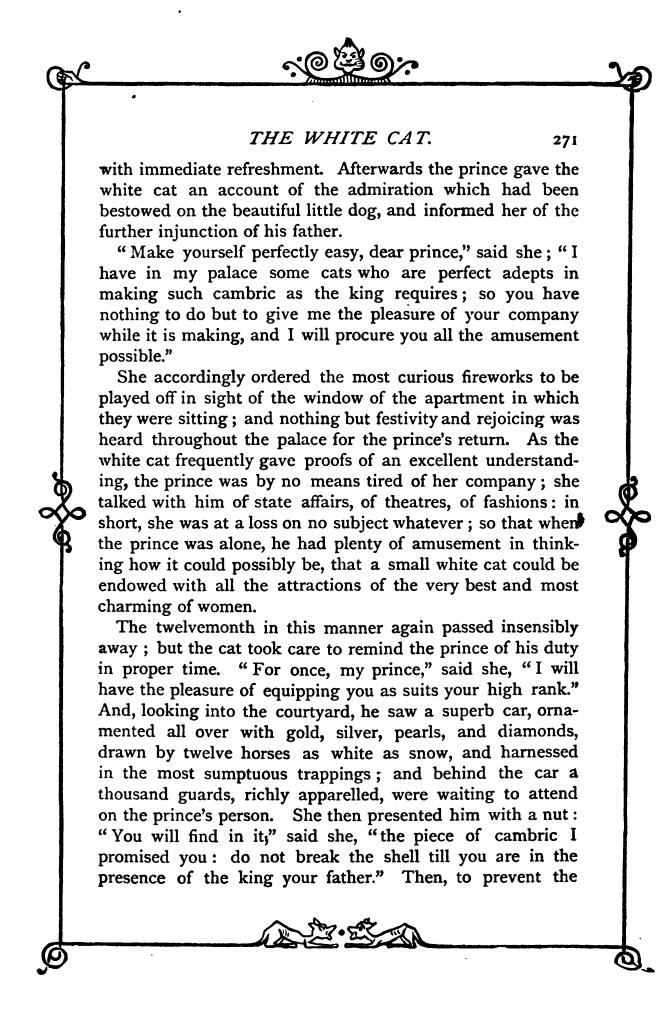 THE WHITE CAT. 271
with immediate refreshment. Afterwards the prince gave the
white cat an account of the admiration which had been
bestowed on the beautiful little dog, and informed her of the
further injunction of his father.
“ Make yourself perfectly easy, dear prince,” said she ; “ I
have in my palace some cats who are perfect adepts in
making such cambric as the king requires ; so you have
nothing to do but to give me the pleasure of your company
while it is making, and I will procure you all the amusement
possible.”
She accordingly ordered the most curious fireworks to be
played off in sight of the window of the apartment in which
they were sitting ; and nothing but festivity and rejoicing was
heard throughout the palace for the prince’s return. As the
white cat frequently gave proofs of an excellent understand-
ing, the prince was by no means tired of her company ; she
talked with him of state affairs, of theatres, of fashions : in
short, she was at a loss on no subject whatever ; so that when
the prince was alone, he had plenty of amusement in think-
ing how it could possibly be, that a small white cat could be
endowed with all the attractions of the very best and most
charming of women.
The twelvemonth in this manner again passed insensibly
away ; but the cat took care to remind the prince of his duty
in proper time. “ For once, my prince,” said she, “ I will
have the pleasure of equipping you as suits your high rank.”
And, looking into the courtyard, he saw a superb car, orna-
mented all over with gold, silver, pearls, and diamonds,
drawn by twelve horses as white as snow, and harnessed
in the most sumptuous trappings ; and behind the car a
thousand guards, richly apparelled, were waiting to attend
on the prince’s person. She then presented him with a nut :
“ You will find in it,” said she, “ the piece of cambric I
promised you : do not break the shell till you are in the
presence of the king your father.” Then, to prevent the